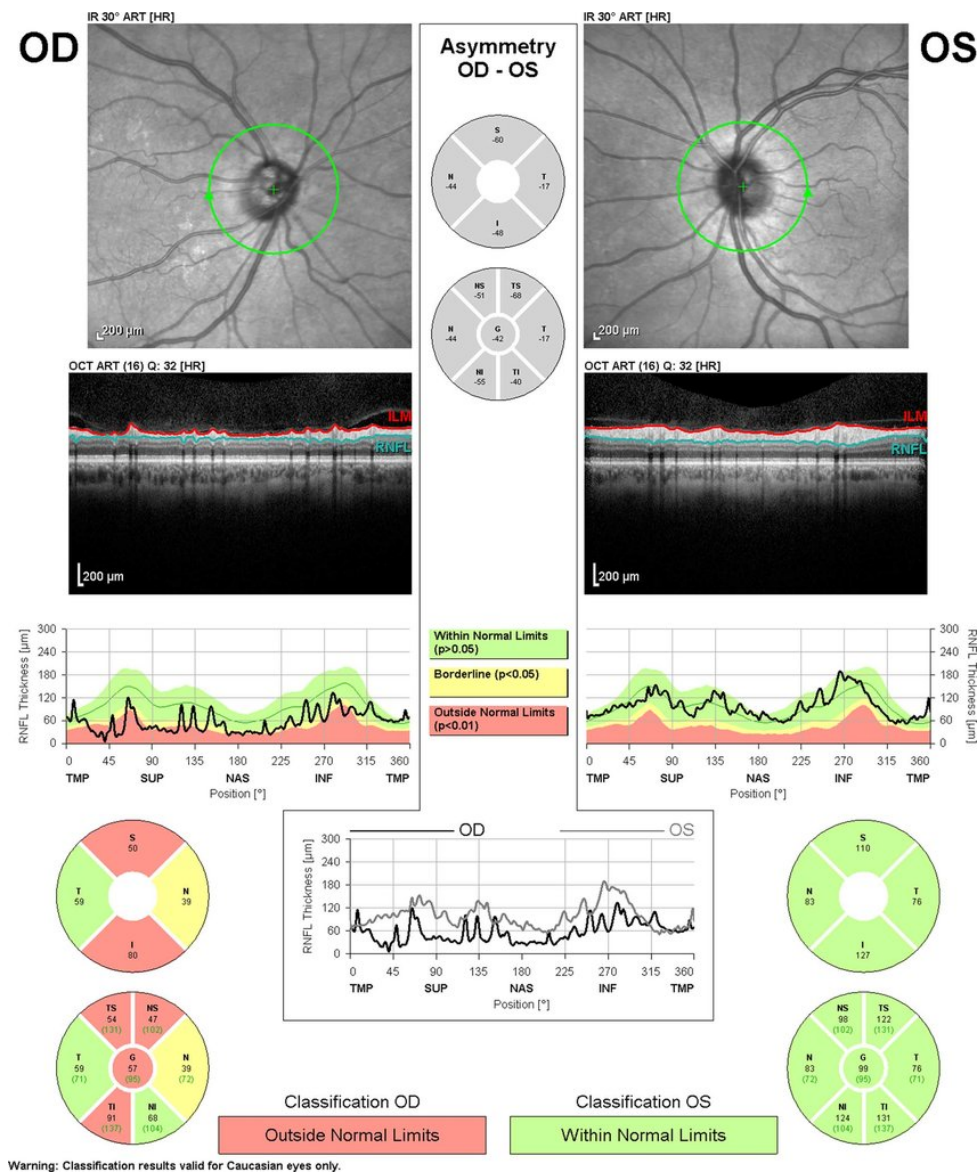 IR 30° ART [HR]
OD
200 µm
Asymmetry
OD - OS
IR 30° ART [HR]
OS
200 µm
S
-60
N
-44
T
-17
I
-48
NS
-51
TS
-68
N
-44
G
-42
T
-17
NI
-55
TI
-40
OCT ART (16) Q: 32 [HR]
ILM
RNFL
200 µm
OCT ART (16) Q: 32 [HR]
ILM
RNFL
200 µm
RNFL Thickness [µm]
300
240
180
120
60
0
0 45 90 135 180 225 270 315 360
TMP SUP NAS INF TMP
Position [°]
Within Normal Limits
(p>0.05)
Borderline (p<0.05)
Outside Normal Limits
(p<0.01)
300
240
180
120
60
0
RNFL Thickness [µm]
0 45 90 135 180 225 270 315 360
TMP SUP NAS INF TMP
Position [°]
S
50
T
59
N
39
I
80
OD
OS
RNFL Thickness [µm]
300
240
180
120
60
0
0 45 90 135 180 225 270 315 360
TMP SUP NAS INF TMP
Position [°]
S
110
N
83
T
76
I
127
TS
54
(131)
NS
47
(102)
T
59
(71)
G
57
(95)
N
39
(72)
TI
91
(137)
NI
68
(104)
Classification OD
Outside Normal Limits
Classification OS
Within Normal Limits
NS
98
(102)
TS
122
(131)
N
83
(72)
G
99
(95)
T
76
(71)
NI
124
(104)
TI
131
(137)
Warning: Classification results valid for Caucasian eyes only.